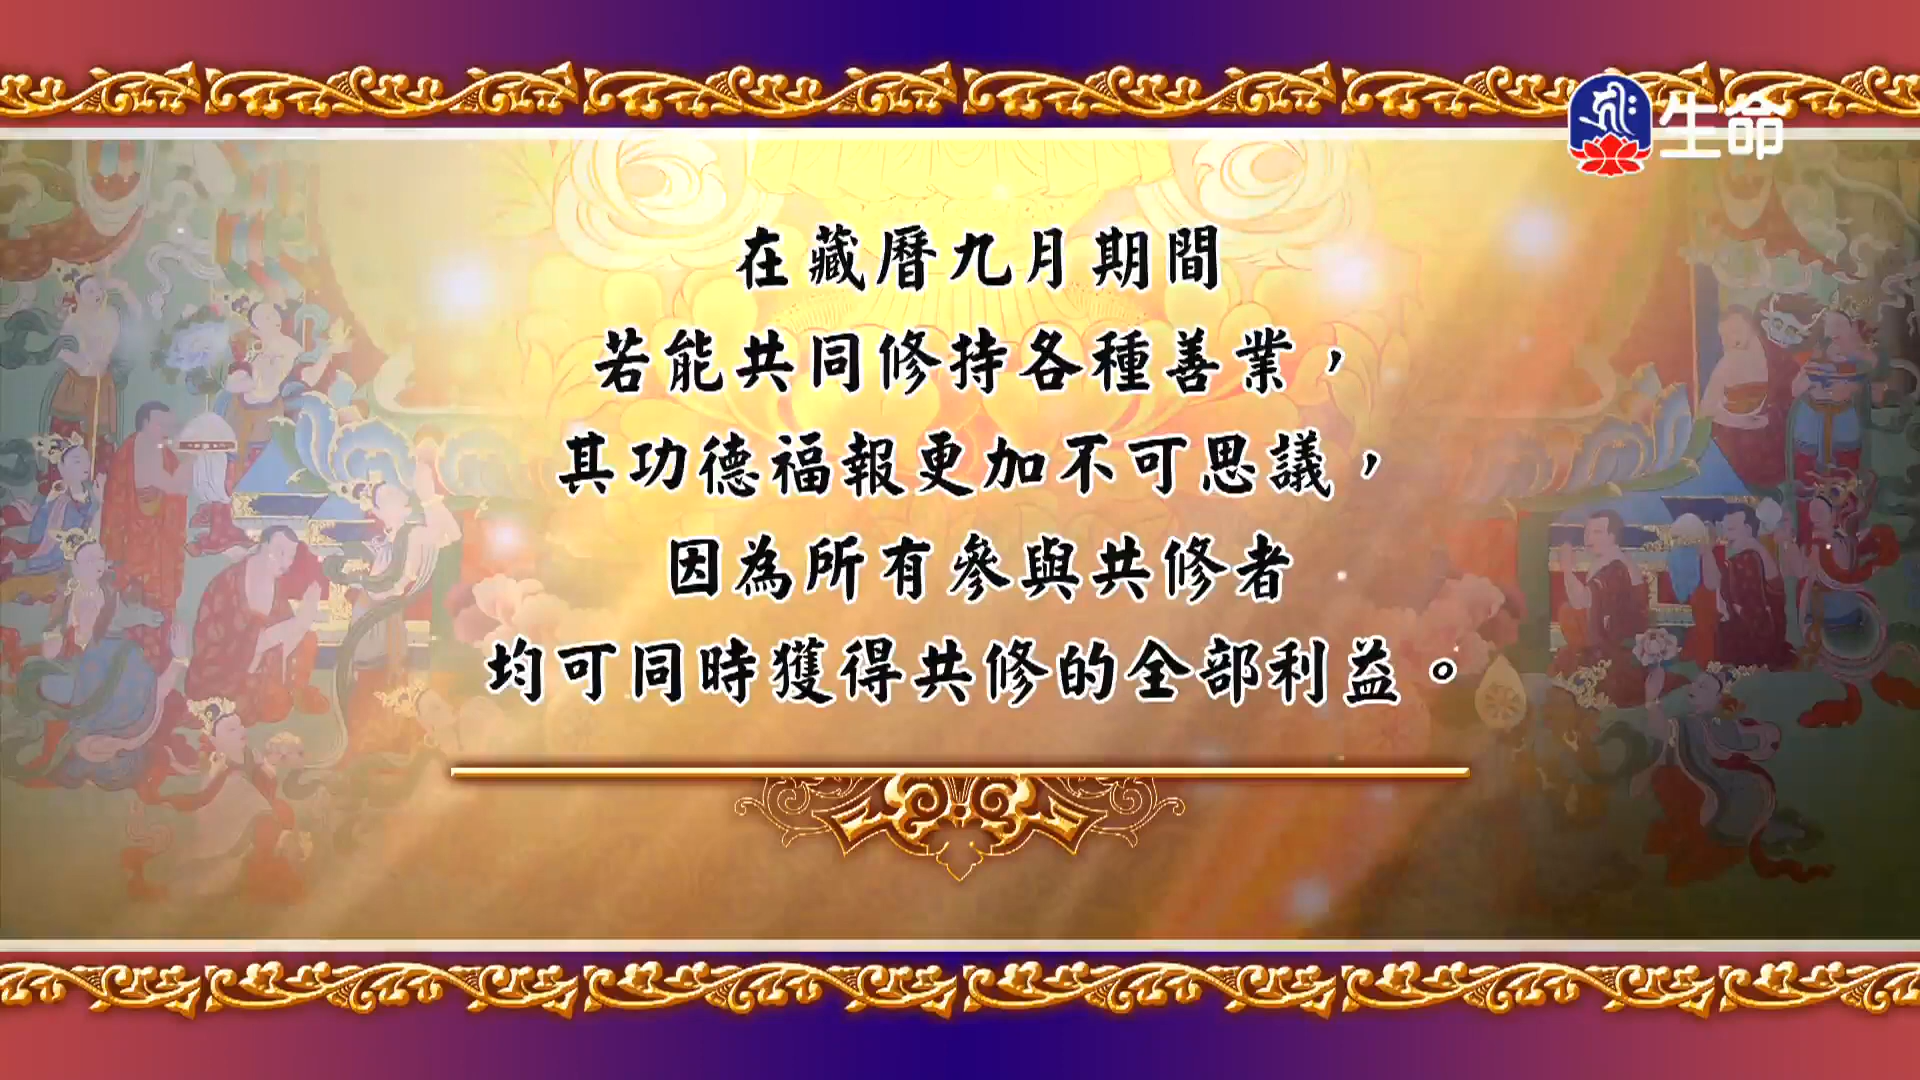 生命
在藏曆九月期間
若能共同修持各種善業，
其功德福報更加不可思議，
因為所有參與共修者
均可同時獲得共修的全部利益。